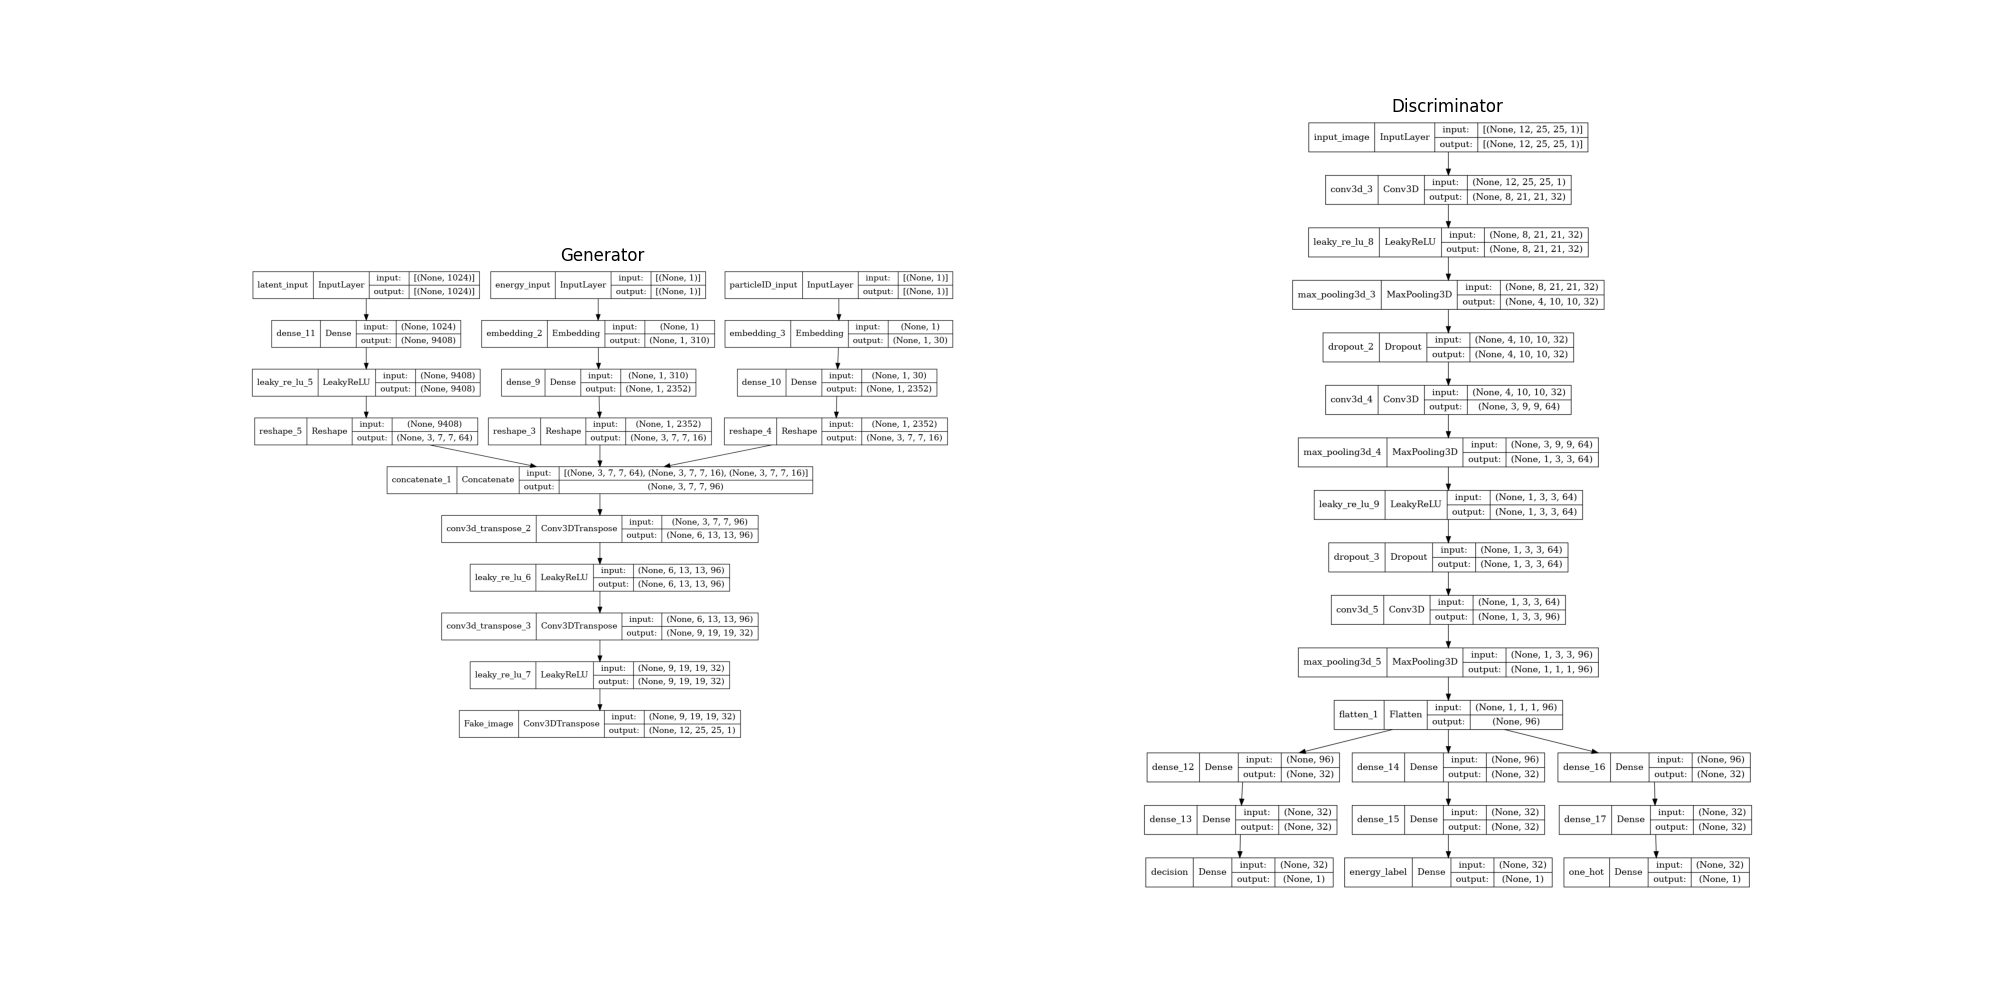 Generator
latent_input InputLayer input: [(None, 1024)]
output: [(None, 1024)]
energy_input InputLayer input: [(None, 1)]
output: [(None, 1)]
particleID_input InputLayer input: [(None, 1)]
output: [(None, 1)]
dense_11 Dense input: (None, 1024)
output: (None, 9408)
embedding_2 Embedding input: (None, 1)
output: (None, 1, 310)
embedding_3 Embedding input: (None, 1)
output: (None, 1, 30)
leaky_re_lu_5 LeakyReLU input: (None, 9408)
output: (None, 9408)
dense_9 Dense input: (None, 1, 310)
output: (None, 1, 2352)
dense_10 Dense input: (None, 1, 30)
output: (None, 1, 2352)
reshape_5 Reshape input: (None, 9408)
output: (None, 3, 7, 7, 64)
reshape_3 Reshape input: (None, 1, 2352)
output: (None, 3, 7, 7, 16)
reshape_4 Reshape input: (None, 1, 2352)
output: (None, 3, 7, 7, 16)
concatenate_1 Concatenate input: [(None, 3, 7, 7, 64), (None, 3, 7, 7, 16), (None, 3, 7, 7, 16)]
output: (None, 3, 7, 7, 96)
conv3d_transpose_2 Conv3DTranspose input: (None, 3, 7, 7, 96)
output: (None, 6, 13, 13, 96)
leaky_re_lu_6 LeakyReLU input: (None, 6, 13, 13, 96)
output: (None, 6, 13, 13, 96)
conv3d_transpose_3 Conv3DTranspose input: (None, 6, 13, 13, 96)
output: (None, 9, 19, 19, 32)
leaky_re_lu_7 LeakyReLU input: (None, 9, 19, 19, 32)
output: (None, 9, 19, 19, 32)
Fake_image Conv3DTranspose input: (None, 9, 19, 19, 32)
output: (None, 12, 25, 25, 1)
Discriminator
input_image InputLayer input: [(None, 12, 25, 25, 1)]
output: [(None, 12, 25, 25, 1)]
conv3d_3 Conv3D input: (None, 12, 25, 25, 1)
output: (None, 8, 21, 21, 32)
leaky_re_lu_8 LeakyReLU input: (None, 8, 21, 21, 32)
output: (None, 8, 21, 21, 32)
max_pooling3d_3 MaxPooling3D input: (None, 8, 21, 21, 32)
output: (None, 4, 10, 10, 32)
dropout_2 Dropout input: (None, 4, 10, 10, 32)
output: (None, 4, 10, 10, 32)
conv3d_4 Conv3D input: (None, 4, 10, 10, 32)
output: (None, 3, 9, 9, 64)
max_pooling3d_4 MaxPooling3D input: (None, 3, 9, 9, 64)
output: (None, 1, 3, 3, 64)
leaky_re_lu_9 LeakyReLU input: (None, 1, 3, 3, 64)
output: (None, 1, 3, 3, 64)
dropout_3 Dropout input: (None, 1, 3, 3, 64)
output: (None, 1, 3, 3, 64)
conv3d_5 Conv3D input: (None, 1, 3, 3, 64)
output: (None, 1, 3, 3, 96)
max_pooling3d_5 MaxPooling3D input: (None, 1, 3, 3, 96)
output: (None, 1, 1, 1, 96)
flatten_1 Flatten input: (None, 1, 1, 1, 96)
output: (None, 96)
dense_12 Dense input: (None, 96)
output: (None, 32)
dense_14 Dense input: (None, 96)
output: (None, 32)
dense_16 Dense input: (None, 96)
output: (None, 32)
dense_13 Dense input: (None, 32)
output: (None, 32)
dense_15 Dense input: (None, 32)
output: (None, 32)
dense_17 Dense input: (None, 32)
output: (None, 32)
decision Dense input: (None, 32)
output: (None, 1)
energy_label Dense input: (None, 32)
output: (None, 1)
one_hot Dense input: (None, 32)
output: (None, 1)